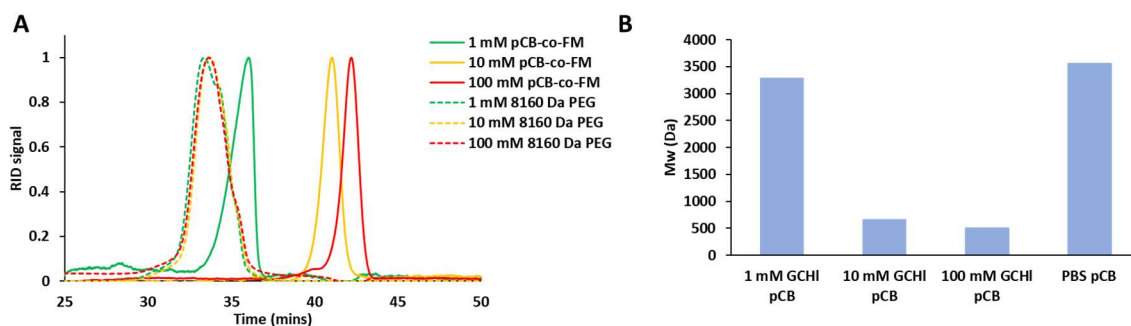 A
RID signal
1
0.8
0.6
0.4
0.2
0
25 30 35 40 45 50
Time (mins)
1 mM pCB-co-FM
10 mM pCB-co-FM
100 mM pCB-co-FM
1 mM 8160 Da PEG
10 mM 8160 Da PEG
100 mM 8160 Da PEG
B
Mw (Da)
4000
3500
3000
2500
2000
1500
1000
500
0
1 mM GCHl 10 mM GCHl 100 mM GCHl PBS pCB
pCB pCB pCB